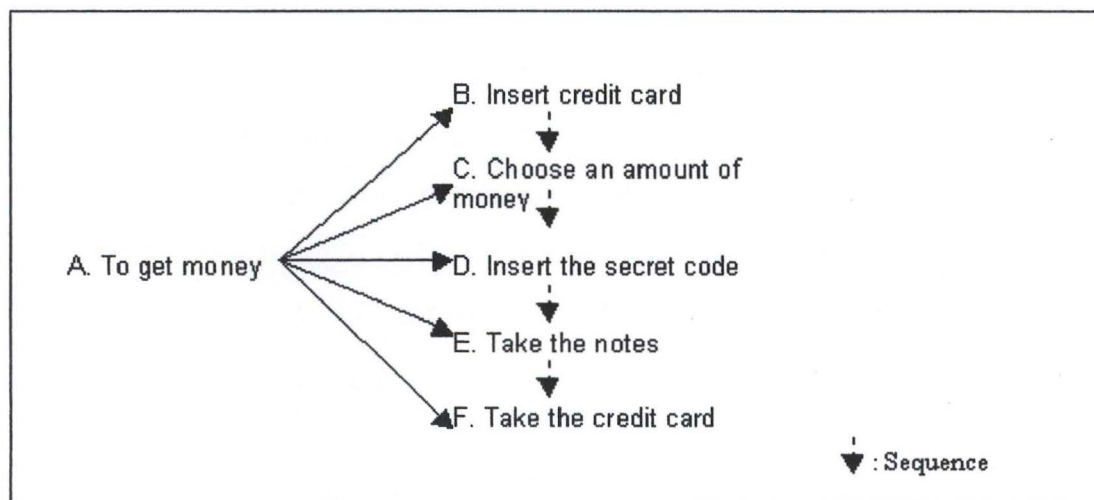 B. Insert credit card
C. Choose an amount of
money
A. To get money
D. Insert the secret code
E. Take the notes
F. Take the credit card
: Sequence